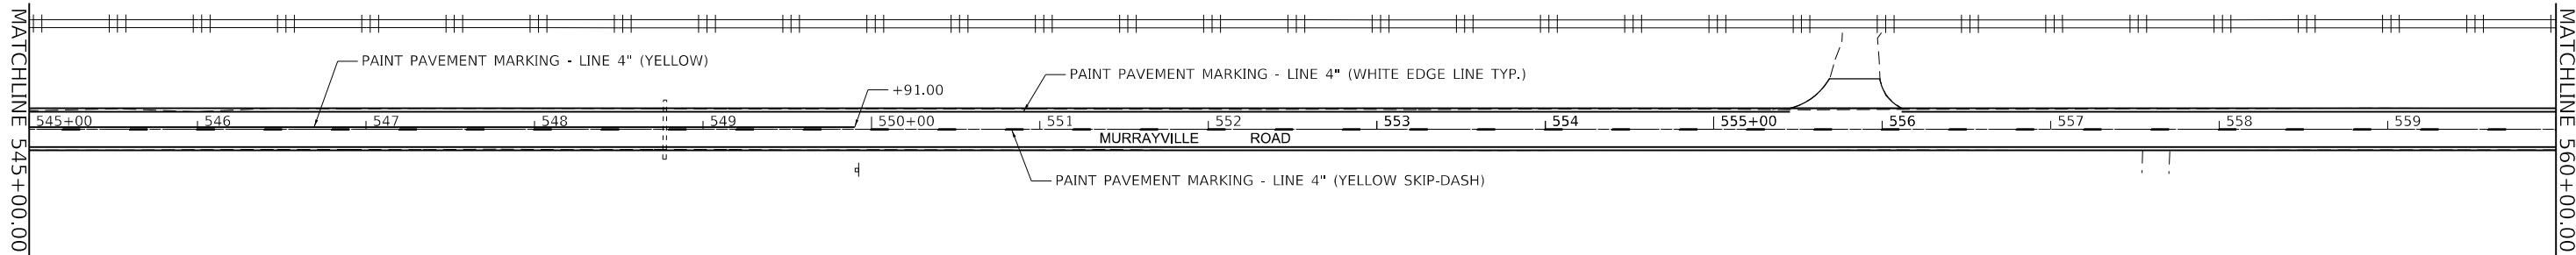 MATCHLINE 545+00.00
PAINT PAVEMENT MARKING - LINE 4" (YELLOW)
+91.00
PAINT PAVEMENT MARKING - LINE 4" (WHITE EDGE LINE TYP.)
545+00 546 547 548 549 550+00 551 552 553 554 555+00 556 557 558 559
MURRAYVILLE ROAD
PAINT PAVEMENT MARKING - LINE 4" (YELLOW SKIP-DASH)
MATCHLINE 560+00.00